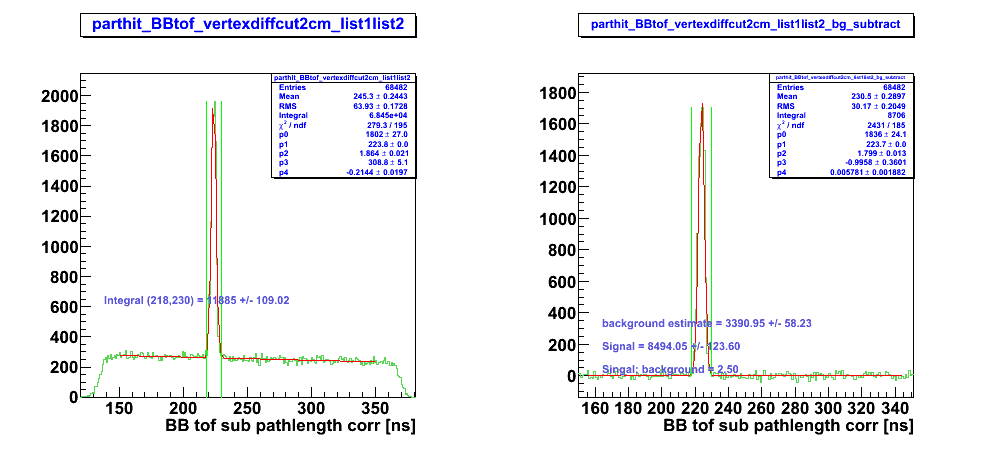 parthit_BBtof_vertexdiffcut2cm_list1list2
parthit_BBtof_vertexdiffcut2cm_list1list2
Entries 68482
Mean 245.3 ± 0.2443
RMS 63.93 ± 0.1728
Integral 6.845e+04
χ² / ndf 279.3 / 195
p0 1802 ± 27.0
p1 223.8 ± 0.0
p2 1.864 ± 0.021
p3 308.8 ± 5.1
p4 -0.2144 ± 0.0197
2000
1800
1600
1400
1200
1000
800
600
400
200
0
Integral (218,230) = 11885 +/- 109.02
150 200 250 300 350
BB tof sub pathlength corr [ns]
parthit_BBtof_vertexdiffcut2cm_list1list2_bg_subtract
parthit_BBtof_vertexdiffcut2cm_list1list2_bg_subtract
Entries 68482
Mean 230.5 ± 0.2897
RMS 30.17 ± 0.2049
Integral 8706
χ² / ndf 2431 / 185
p0 1836 ± 24.1
p1 223.7 ± 0.0
p2 1.799 ± 0.013
p3 -0.9958 ± 0.3601
p4 0.005781 ± 0.001882
1800
1600
1400
1200
1000
800
600
400
200
0
background estimate = 3390.95 +/- 58.23
Signal = 8494.05 +/- 123.60
Singal: background = 2.50
160 180 200 220 240 260 280 300 320 340
BB tof sub pathlength corr [ns]